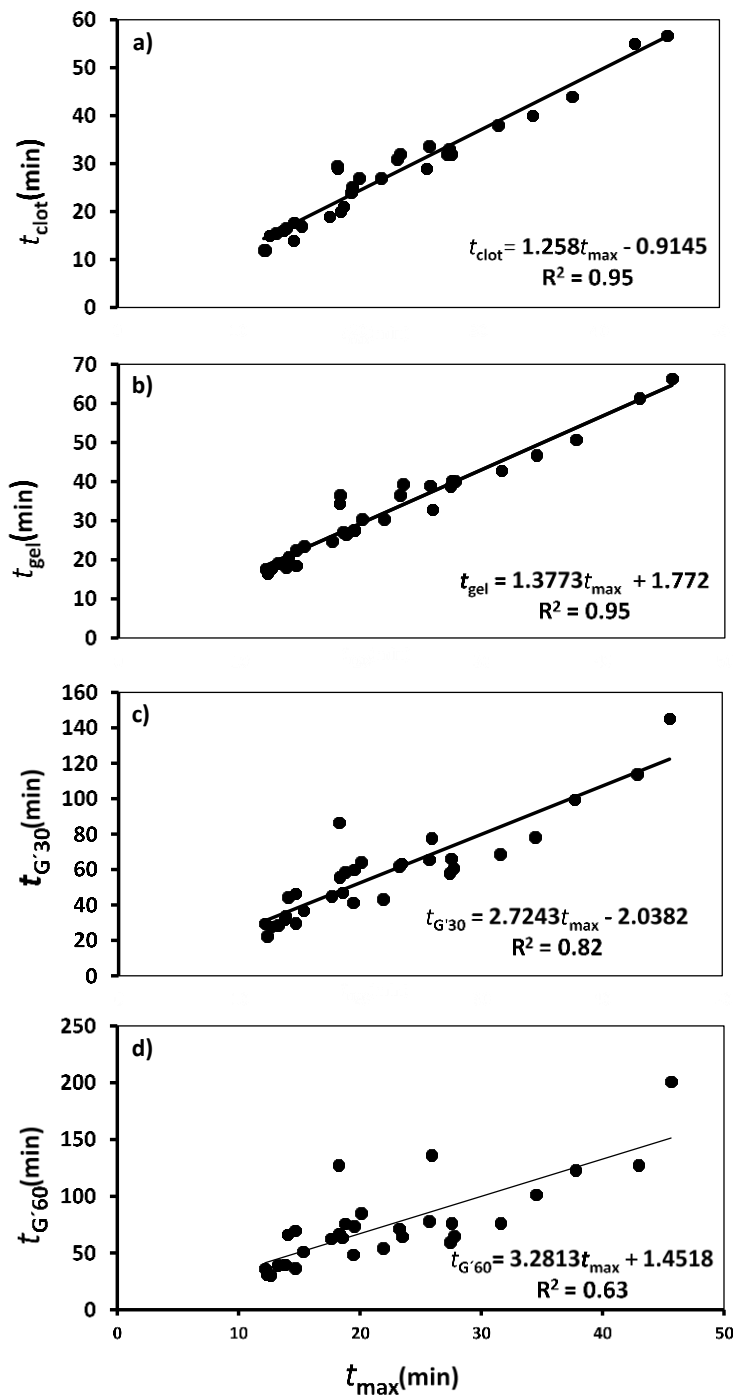 60
a)
50
40
30
20
10
0
tclot(min)
tclot= 1.258tmax - 0.9145
R² = 0.95
70
b)
60
50
40
30
20
10
0
tgel(min)
tgel = 1.3773tmax + 1.772
R² = 0.95
160
c)
140
120
100
80
60
40
20
0
tG´30(min)
tG'30 = 2.7243tmax - 2.0382
R² = 0.82
250
d)
200
150
100
50
0
tG´60(min)
tG'60= 3.2813tmax + 1.4518
R² = 0.63
0 10 20 30 40 50
tmax(min)